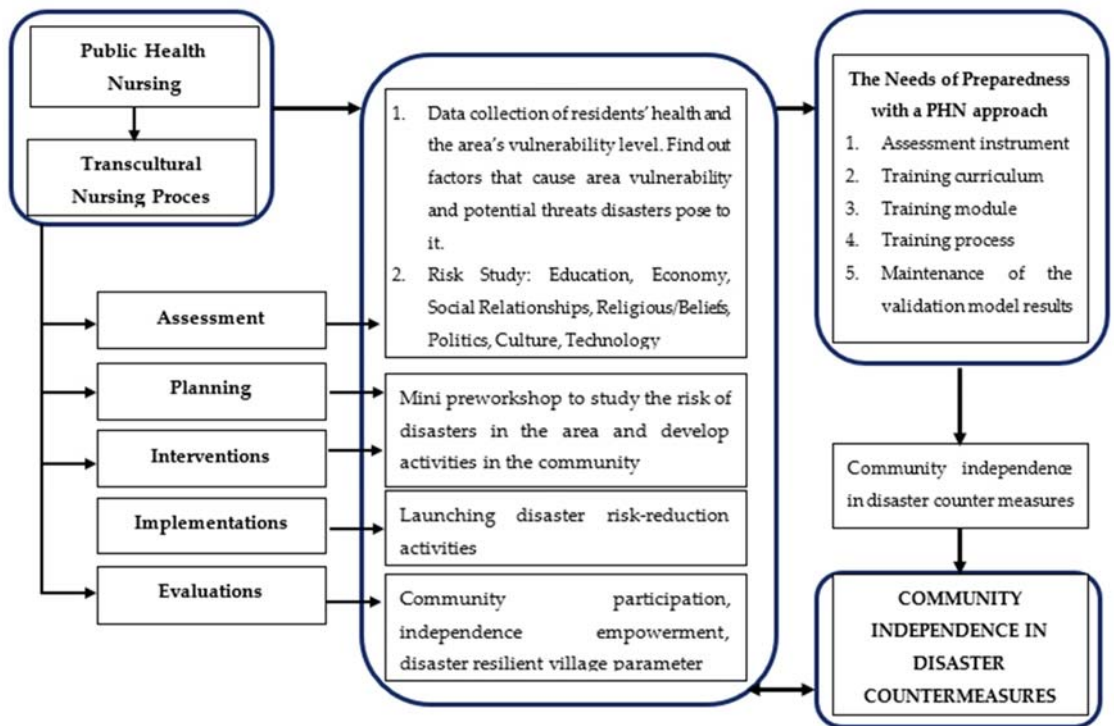 Public Health
Nursing
Transcultural
Nursing Proces
Assessment
Planning
Interventions
Implementations
Evaluations
1. Data collection of residents' health and
the area's vulnerability level. Find out
factors that cause area vulnerability
and potential threats disasters pose to
it.
2. Risk Study: Education, Economy,
Social Relationships, Religious/Beliefs,
Politics, Culture, Technology
Mini preworkshop to study the risk of
disasters in the area and develop
activities in the community
Launching disaster risk-reduction
activities
Community participation,
independence empowerment,
disaster resilient village parameter
The Needs of Preparedness
with a PHN approach
1. Assessment instrument
2. Training curriculum
3. Training module
4. Training process
5. Maintenance of the
validation model results
Community independence
in disaster counter measures
COMMUNITY
INDEPENDENCE IN
DISASTER
COUNTERMEASURES